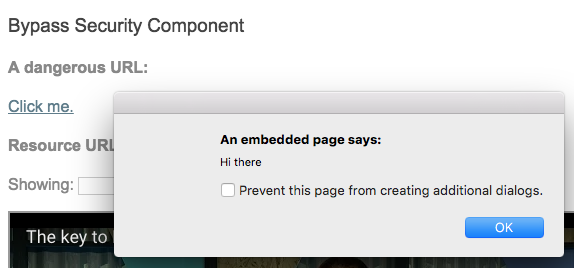 Bypass Security Component
A dangerous URL:
Click me.
An embedded page says:
Hi there
Prevent this page from creating additional dialogs.
OK
Resource URL
Showing:
The key to